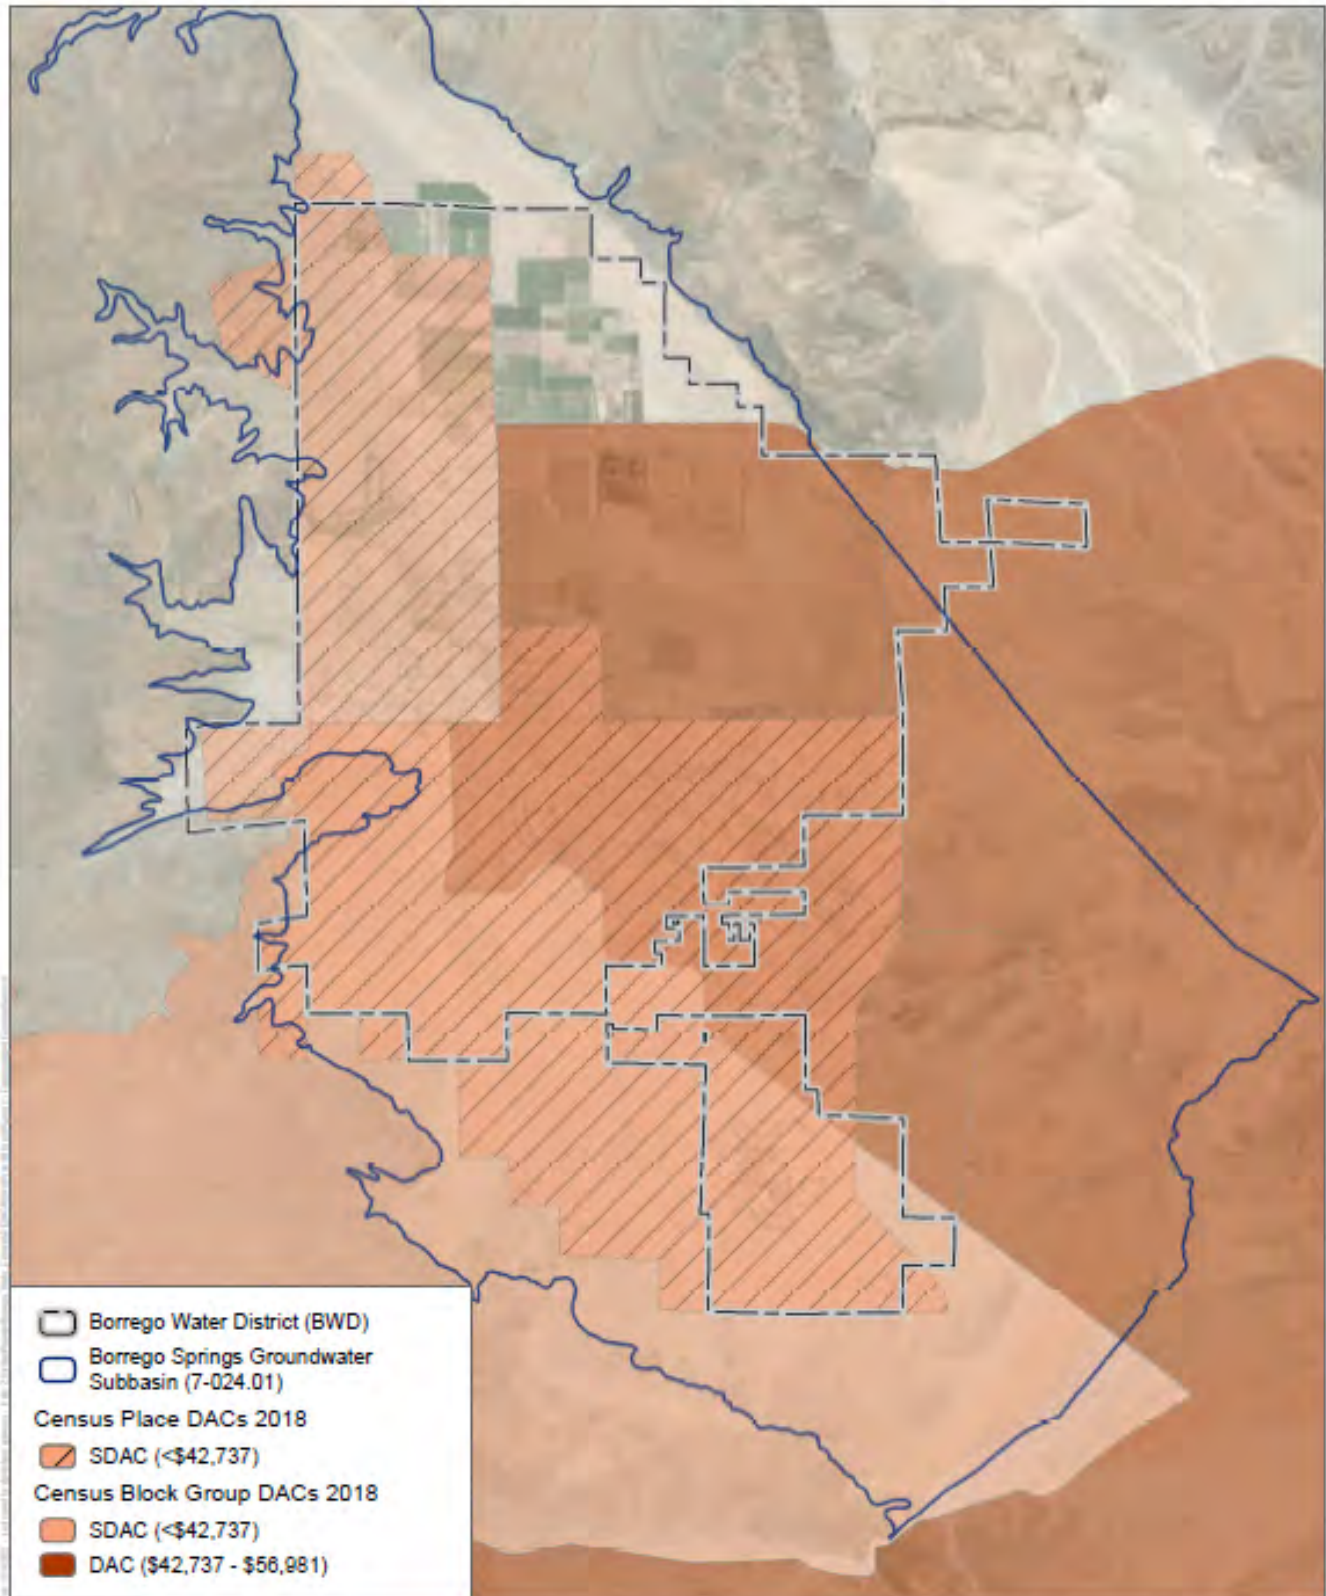 Borrego Water District (BWD)
Borrego Springs Groundwater
Subbasin (7-024.01)
Census Place DACs 2018
SDAC (<$42,737)
Census Block Group DACs 2018
SDAC (<$42,737)
DAC ($42,737 - $56,981)